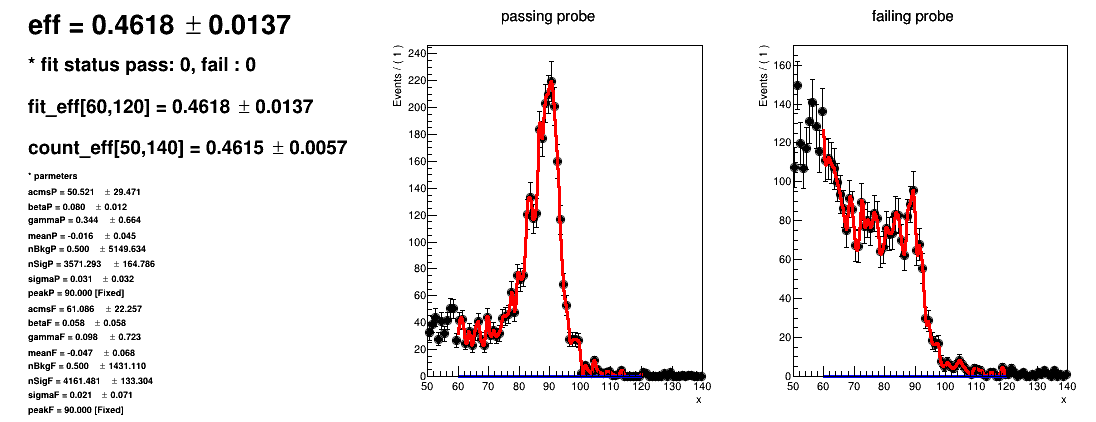 eff = 0.4618 ± 0.0137
* fit status pass: 0, fail : 0
fit_eff[60,120] = 0.4618 ± 0.0137
count_eff[50,140] = 0.4615 ± 0.0057
* parmeters
acmsP = 50.521 ± 29.471
betaP = 0.080 ± 0.012
gammaP = 0.344 ± 0.664
meanP = -0.016 ± 0.045
nBkgP = 0.500 ± 5149.634
nSigP = 3571.293 ± 164.786
sigmaP = 0.031 ± 0.032
peakP = 90.000 [Fixed]
acmsF = 61.086 ± 22.257
betaF = 0.058 ± 0.058
gammaF = 0.098 ± 0.723
meanF = -0.047 ± 0.068
nBkgF = 0.500 ± 1431.110
nSigF = 4161.481 ± 133.304
sigmaF = 0.021 ± 0.071
peakF = 90.000 [Fixed]
passing probe
Events / ( 1 )
240
220
200
180
160
140
120
100
80
60
40
20
0
50 60 70 80 90 100 110 120 130 140
x
failing probe
Events / ( 1 )
160
140
120
100
80
60
40
20
0
50 60 70 80 90 100 110 120 130 140
x